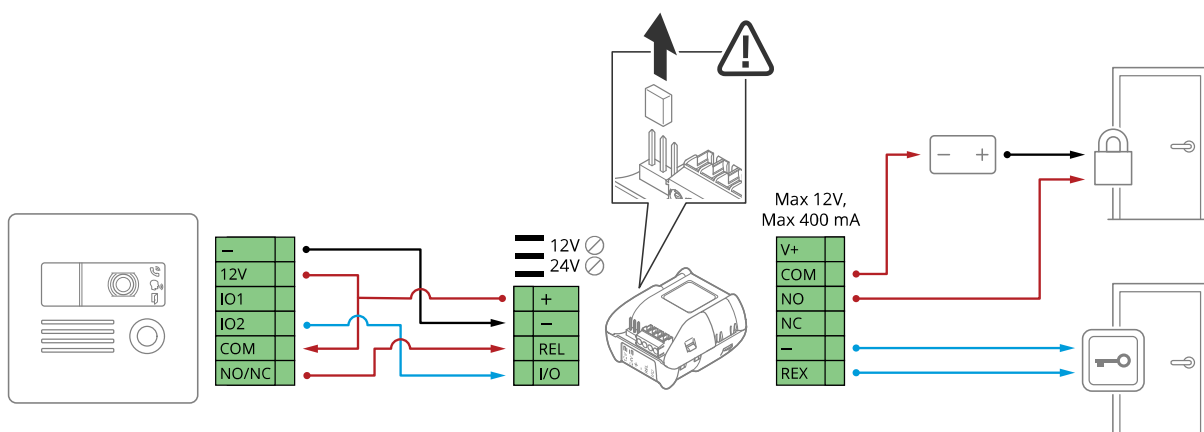 Max 12V,
Max 400 mA
–
12V
IO1
IO2
COM
NO/NC
12V
24V
+
–
REL
I/O
V+
COM
NO
NC
–
REX
– +